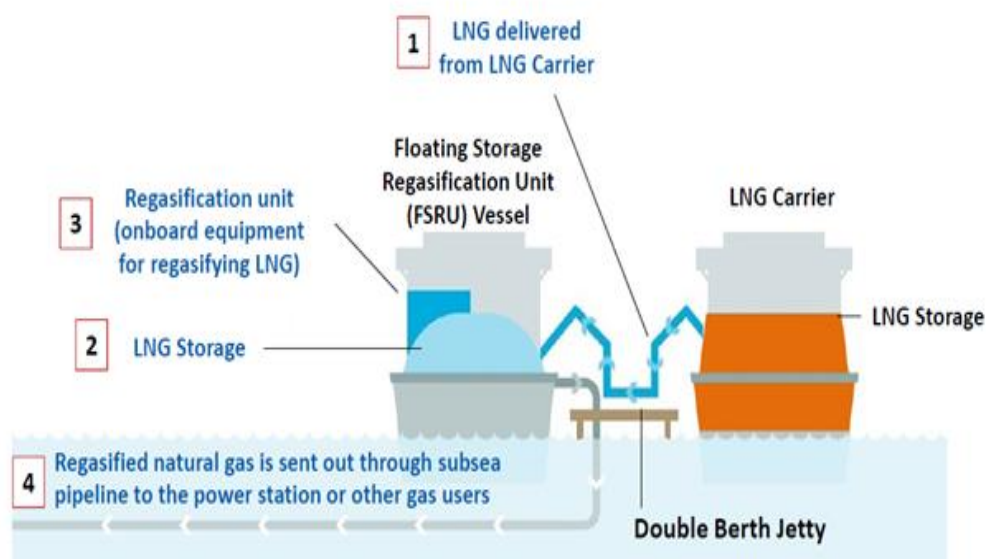 1
LNG delivered
from LNG Carrier
Floating Storage
Regasification Unit
(FSRU) Vessel
LNG Carrier
3
Regasification unit
(onboard equipment
for regasifying LNG)
LNG Storage
2
LNG Storage
4
Regasified natural gas is sent out through subsea
pipeline to the power station or other gas users
Double Berth Jetty